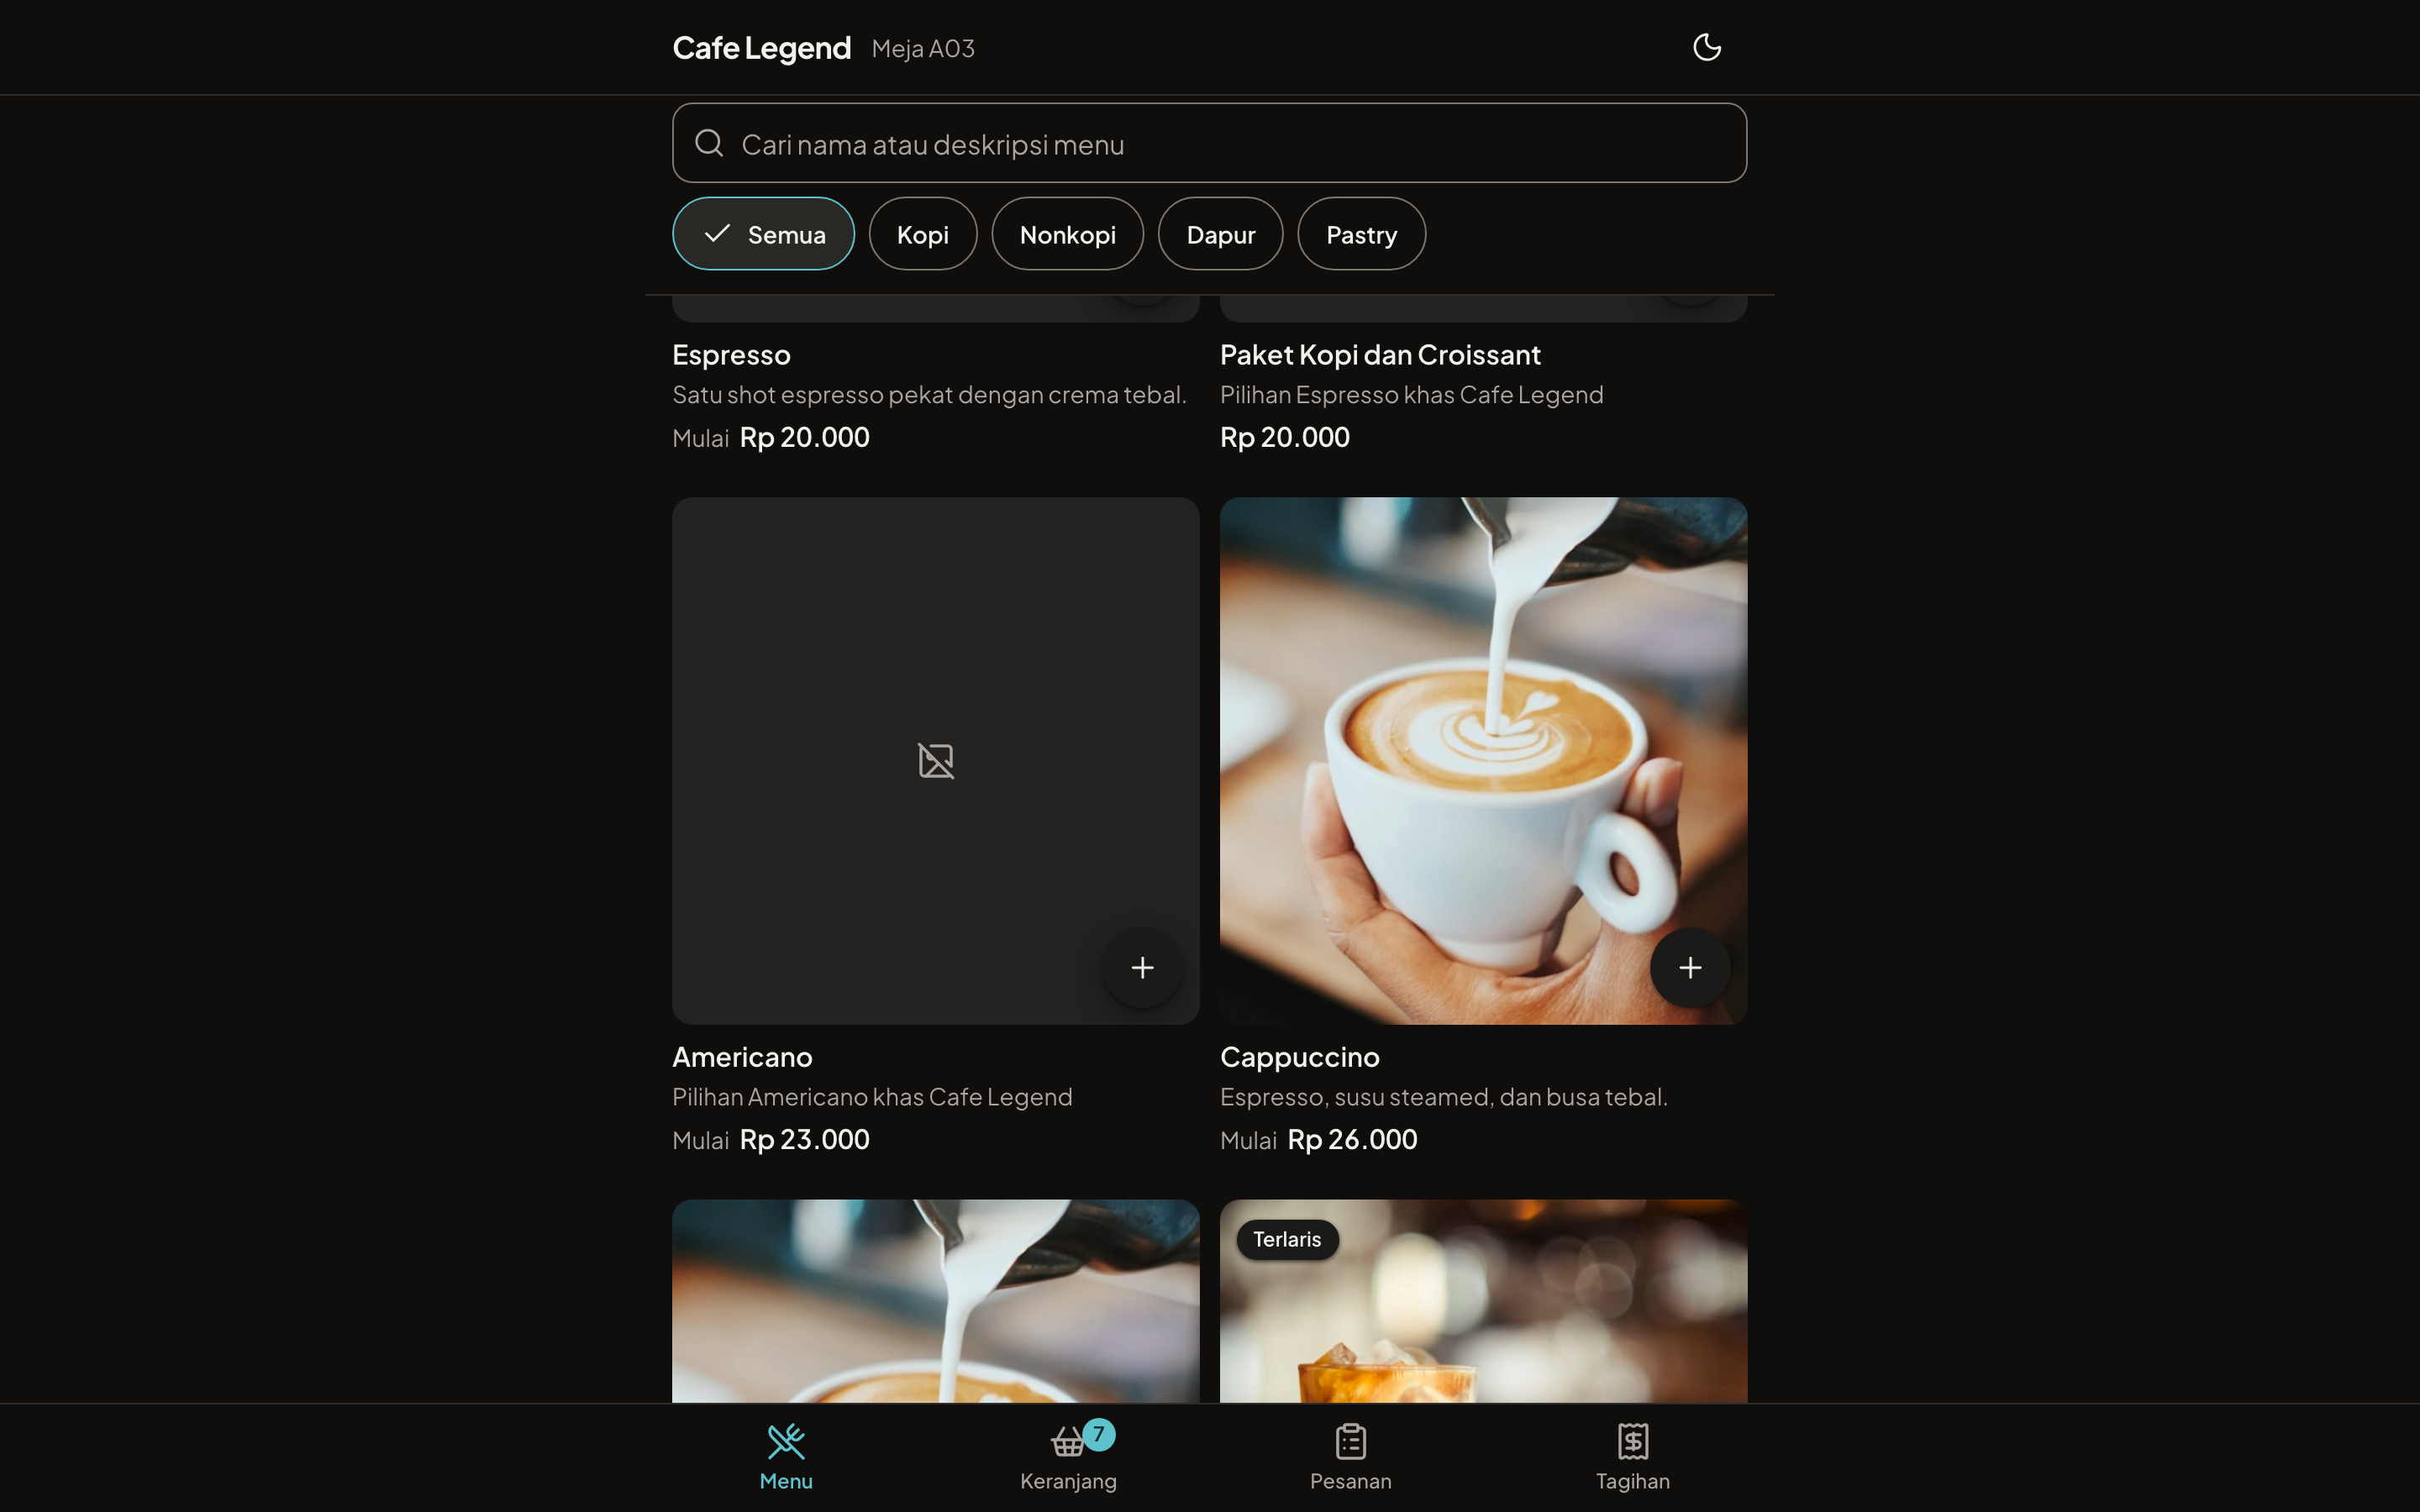 Cafe Legend Meja A03
Cari nama atau deskripsi menu
Semua Kopi Nonkopi Dapur Pastry
Espresso
Satu shot espresso pekat dengan crema tebal.
Mulai Rp 20.000
Paket Kopi dan Croissant
Pilihan Espresso khas Cafe Legend
Rp 20.000
Americano
Pilihan Americano khas Cafe Legend
Mulai Rp 23.000
Cappuccino
Espresso, susu steamed, dan busa tebal.
Mulai Rp 26.000
Terlaris
Menu
7
Keranjang
Pesanan
Tagihan